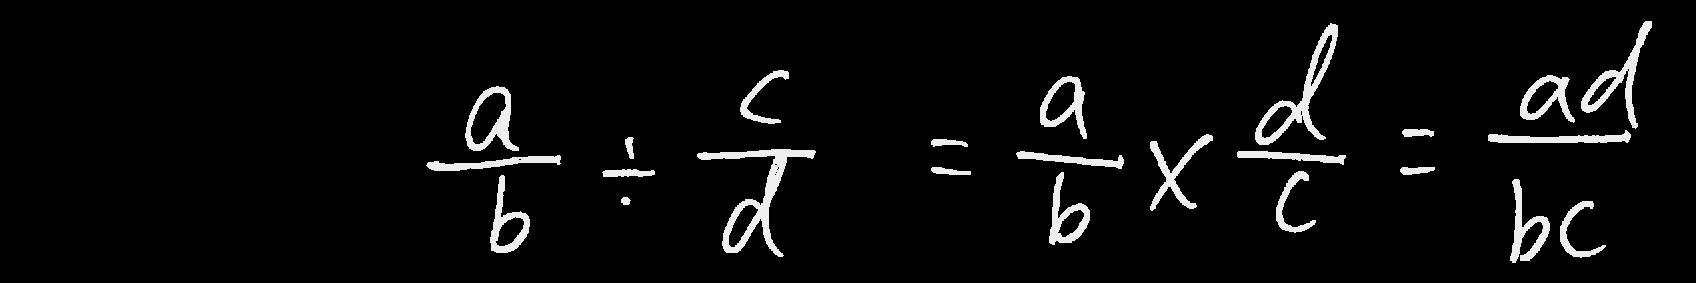 a/b ÷ c/d = a/b × d/c = ad/bc